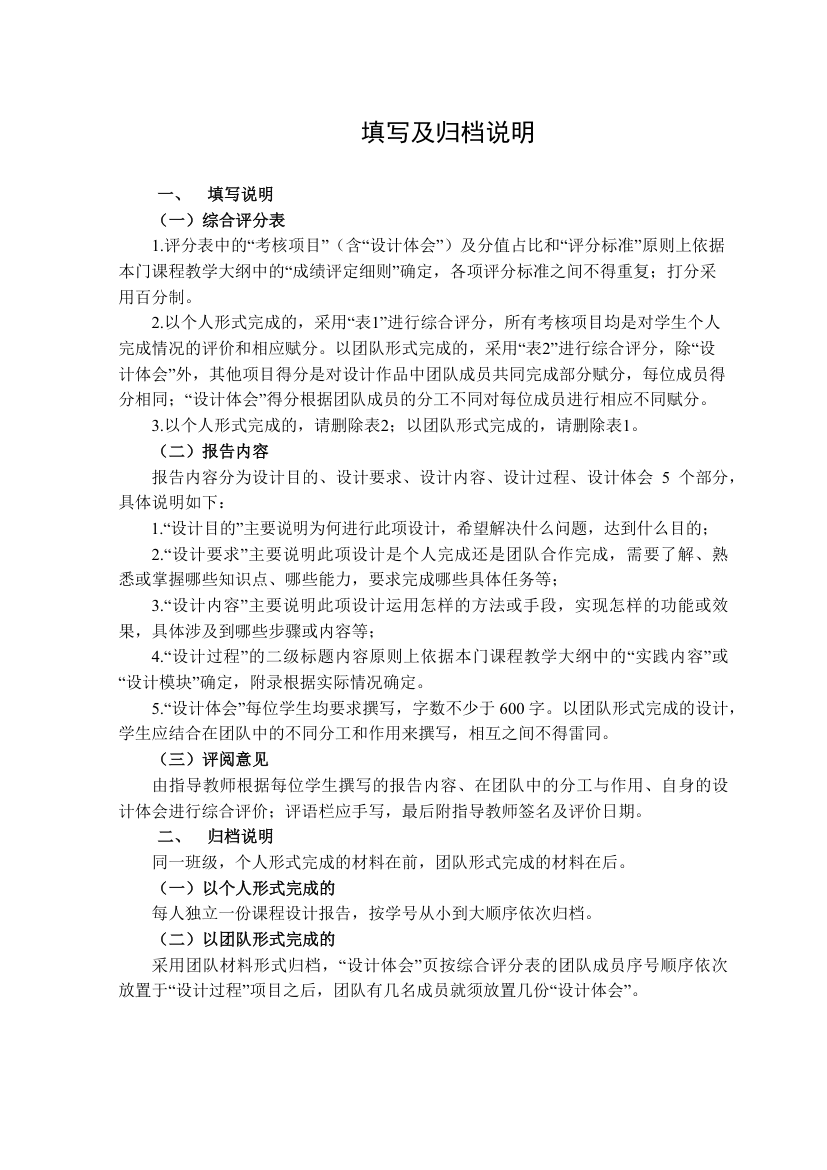 填写及归档说明
一、 填写说明
（一）综合评分表
1.评分表中的“考核项目”（含“设计体会”）及分值占比和“评分标准”原则上依据
本门课程教学大纲中的“成绩评定细则”确定，各项评分标准之间不得重复；打分采
用百分制。
2.以个人形式完成的，采用“表1”进行综合评分，所有考核项目均是对学生个人
完成情况的评价和相应赋分。以团队形式完成的，采用“表2”进行综合评分，除“设
计体会”外，其他项目得分是对设计作品中团队成员共同完成部分赋分，每位成员得
分相同；“设计体会”得分根据团队成员的分工不同对每位成员进行相应不同赋分。
3.以个人形式完成的，请删除表2；以团队形式完成的，请删除表1。
（二）报告内容
报告内容分为设计目的、设计要求、设计内容、设计过程、设计体会 5 个部分，
具体说明如下：
1.“设计目的”主要说明为何进行此项设计，希望解决什么问题，达到什么目的；
2.“设计要求”主要说明此项设计是个人完成还是团队合作完成，需要了解、熟
悉或掌握哪些知识点、哪些能力，要求完成哪些具体任务等；
3.“设计内容”主要说明此项设计运用怎样的方法或手段，实现怎样的功能或效
果，具体涉及到哪些步骤或内容等；
4.“设计过程”的二级标题内容原则上依据本门课程教学大纲中的“实践内容”或
“设计模块”确定，附录根据实际情况确定。
5.“设计体会”每位学生均要求撰写，字数不少于 600 字。以团队形式完成的设计，
学生应结合在团队中的不同分工和作用来撰写，相互之间不得雷同。
（三）评阅意见
由指导教师根据每位学生撰写的报告内容、在团队中的分工与作用、自身的设
计体会进行综合评价；评语栏应手写，最后附指导教师签名及评价日期。
二、 归档说明
同一班级，个人形式完成的材料在前，团队形式完成的材料在后。
（一）以个人形式完成的
每人独立一份课程设计报告，按学号从小到大顺序依次归档。
（二）以团队形式完成的
采用团队材料形式归档，“设计体会”页按综合评分表的团队成员序号顺序依次
放置于“设计过程”项目之后，团队有几名成员就须放置几份“设计体会”。